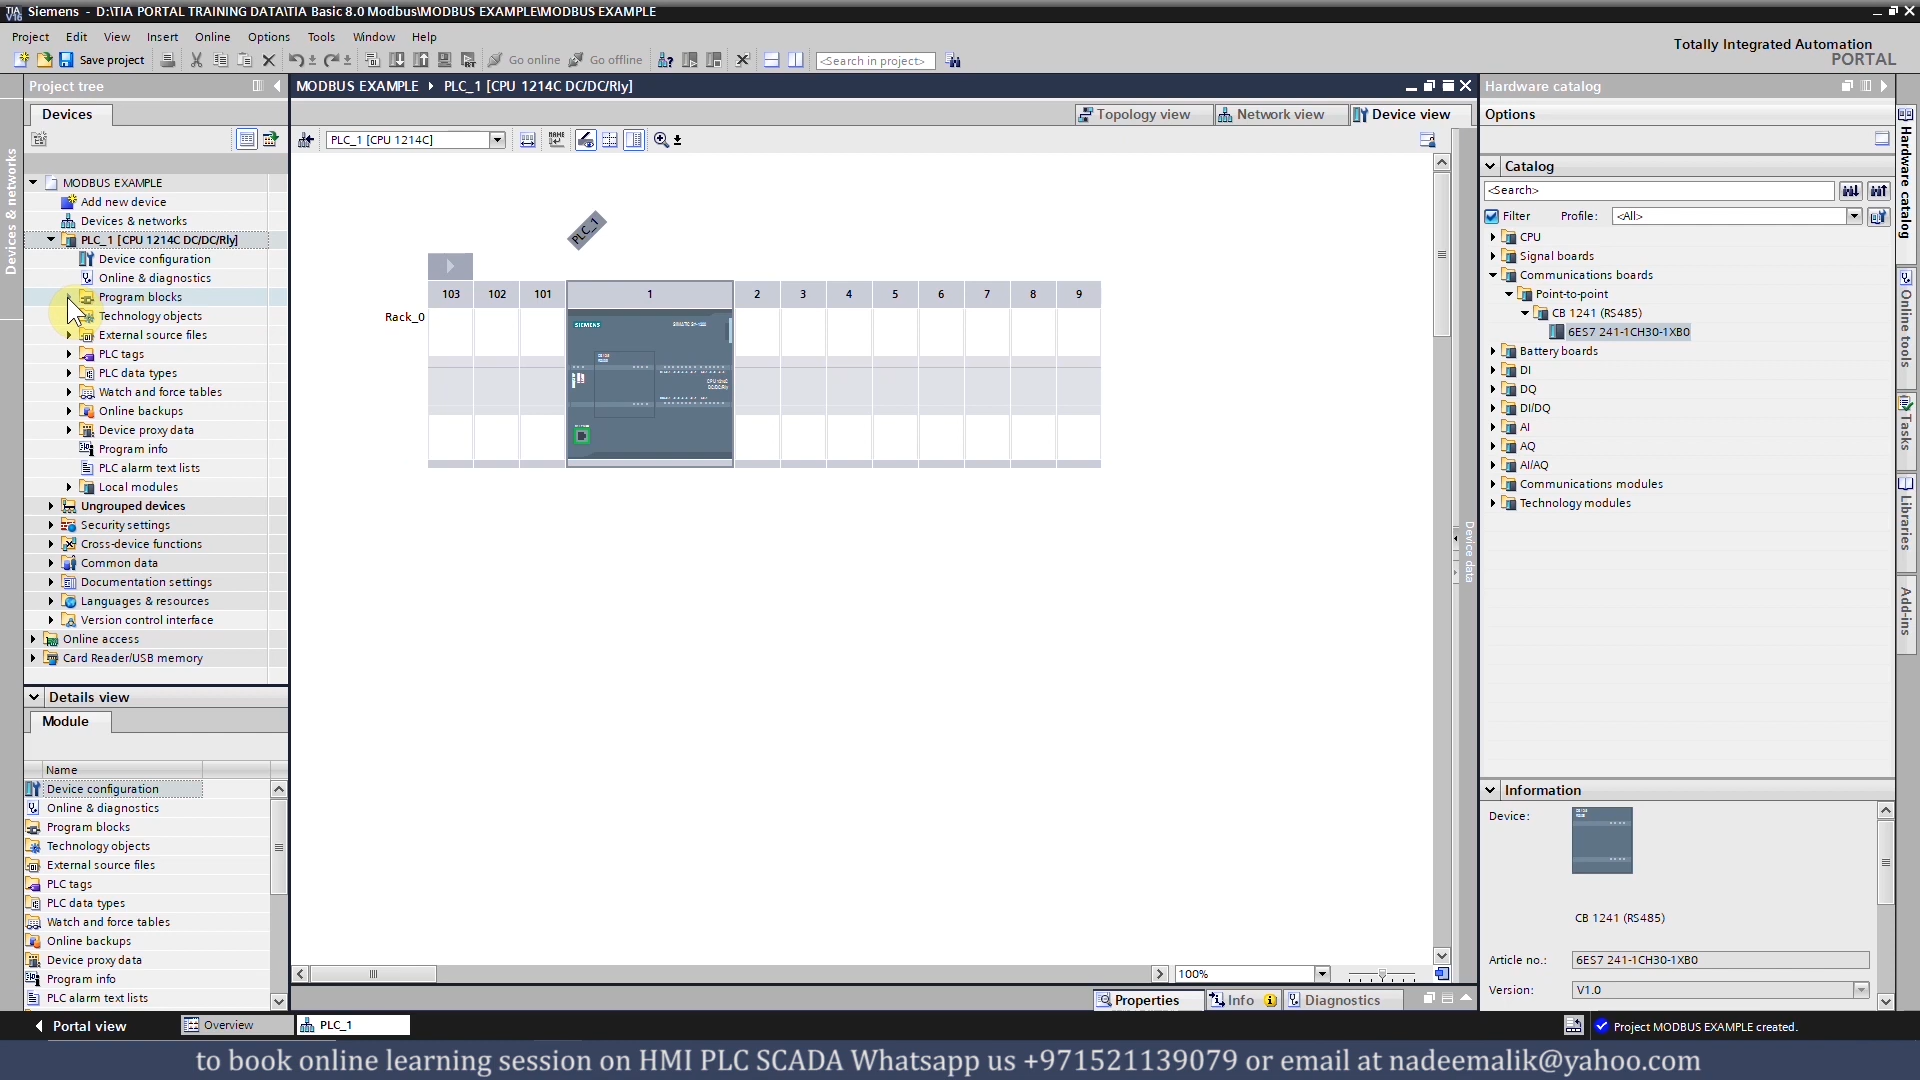 Siemens - D:\TIA PORTAL TRAINING DATA\TIA Basic 8.0 Modbus\MODBUS EXAMPLE\MODBUS EXAMPLE
Project Edit View Insert Online Options Tools Window Help
Totally Integrated Automation
PORTAL
Save project
Go online
Go offline
<Search in project>
Project tree
Devices
Devices & networks
MODBUS EXAMPLE
Add new device
Devices & networks
PLC_1 [CPU 1214C DC/DC/Rly]
Device configuration
Online & diagnostics
Program blocks
Technology objects
External source files
PLC tags
PLC data types
Watch and force tables
Online backups
Device proxy data
Program info
PLC alarm text lists
Local modules
Ungrouped devices
Security settings
Cross-device functions
Common data
Documentation settings
Languages & resources
Version control interface
Online access
Card Reader/USB memory
Details view
Module
Name
Device configuration
Online & diagnostics
Program blocks
Technology objects
External source files
PLC tags
PLC data types
Watch and force tables
Online backups
Device proxy data
Program info
PLC alarm text lists
MODBUS EXAMPLE PLC_1 [CPU 1214C DC/DC/Rly]
Topology view
Network view
Device view
PLC_1 [CPU 1214C]
PLC_1
103 102 101 1 2 3 4 5 6 7 8 9
Rack_0
SIEMENS
Device data
100%
Properties
Info
Diagnostics
Hardware catalog
Options
Catalog
<Search>
Filter
Profile:
<All>
CPU
Signal boards
Communications boards
Point-to-point
CB 1241 (RS485)
6ES7 241-1CH30-1XB0
Battery boards
DI
DQ
DI/DQ
AI
AQ
AI/AQ
Communications modules
Technology modules
Information
Device:
CB 1241 (RS485)
Article no.:
6ES7 241-1CH30-1XB0
Version:
V1.0
Hardware catalog
Online tools
Tasks
Libraries
Add-ins
Portal view
Overview
PLC_1
Project MODBUS EXAMPLE created.
to book online learning session on HMI PLC SCADA Whatsapp us +971521139079 or email at nadeemalik@yahoo.com